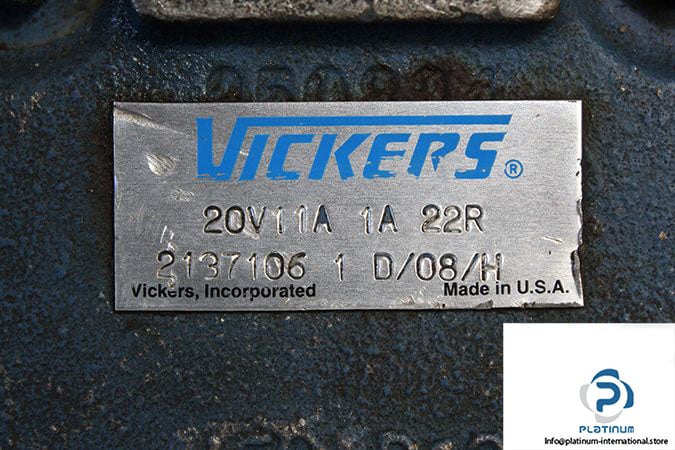 VICKERS®
20V11A 1A 22R
2137106 1 D/08/H
Vickers, Incorporated Made in U.S.A.
PLATINUM
Info@platinum-international.store